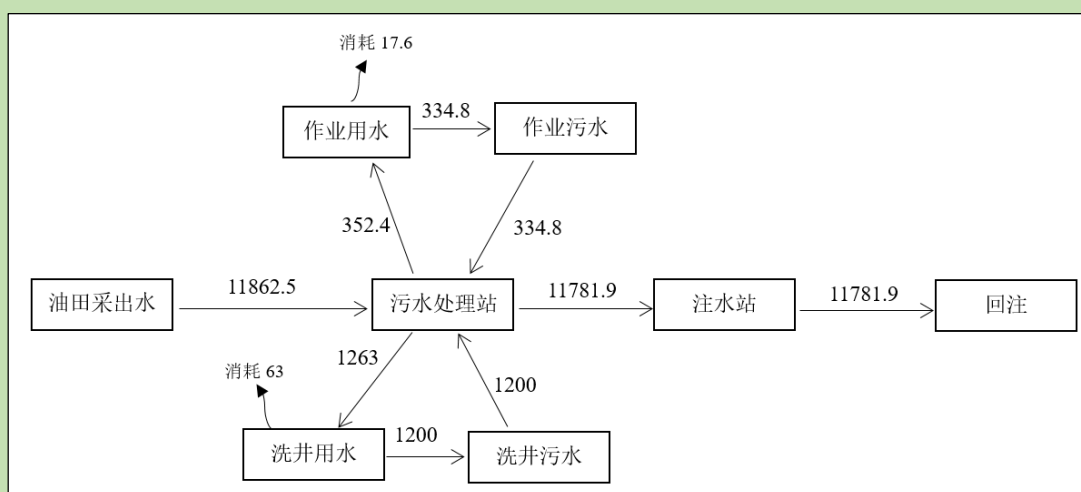 消耗 17.6
作业用水
334.8
作业污水
352.4
334.8
油田采出水
11862.5
污水处理站
11781.9
注水站
11781.9
回注
1263
消耗 63
1200
洗井用水
1200
洗井污水